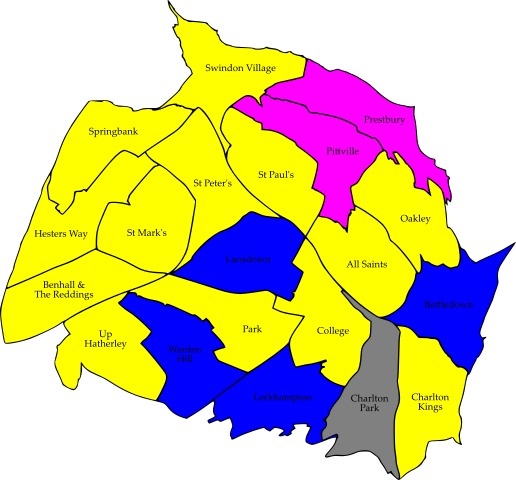 Swindon Village
Prestbury
Springbank
Pittville
St Paul's
St Peter's
Oakley
Hesters Way
St Mark's
Lansdown
All Saints
Benhall &
The Reddings
Battledown
Up
Hatherley
Park
College
Warden
Hill
Leckhampton
Charlton
Park
Charlton
Kings